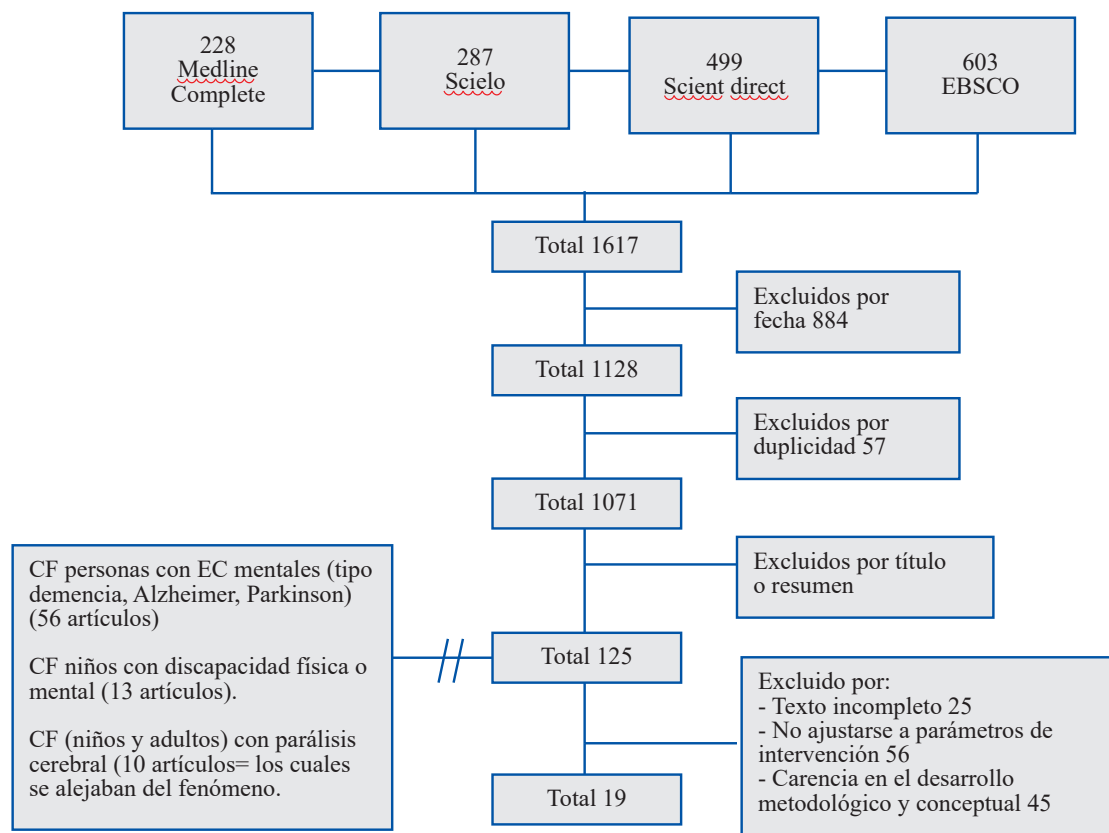 228
Medline
Complete
287
Scielo
499
Scient direct
603
EBSCO
Total 1617
Excluidos por
fecha 884
Total 1128
Excluidos por
duplicidad 57
Total 1071
Excluidos por título
o resumen
CF personas con EC mentales (tipo
demencia, Alzheimer, Parkinson)
(56 artículos)
CF niños con discapacidad física o
mental (13 artículos).
CF (niños y adultos) con parálisis
cerebral (10 artículos= los cuales
se alejaban del fenómeno.
Total 125
Excluido por:
- Texto incompleto 25
- No ajustarse a parámetros de
intervención 56
- Carencia en el desarrollo
metodológico y conceptual 45
Total 19